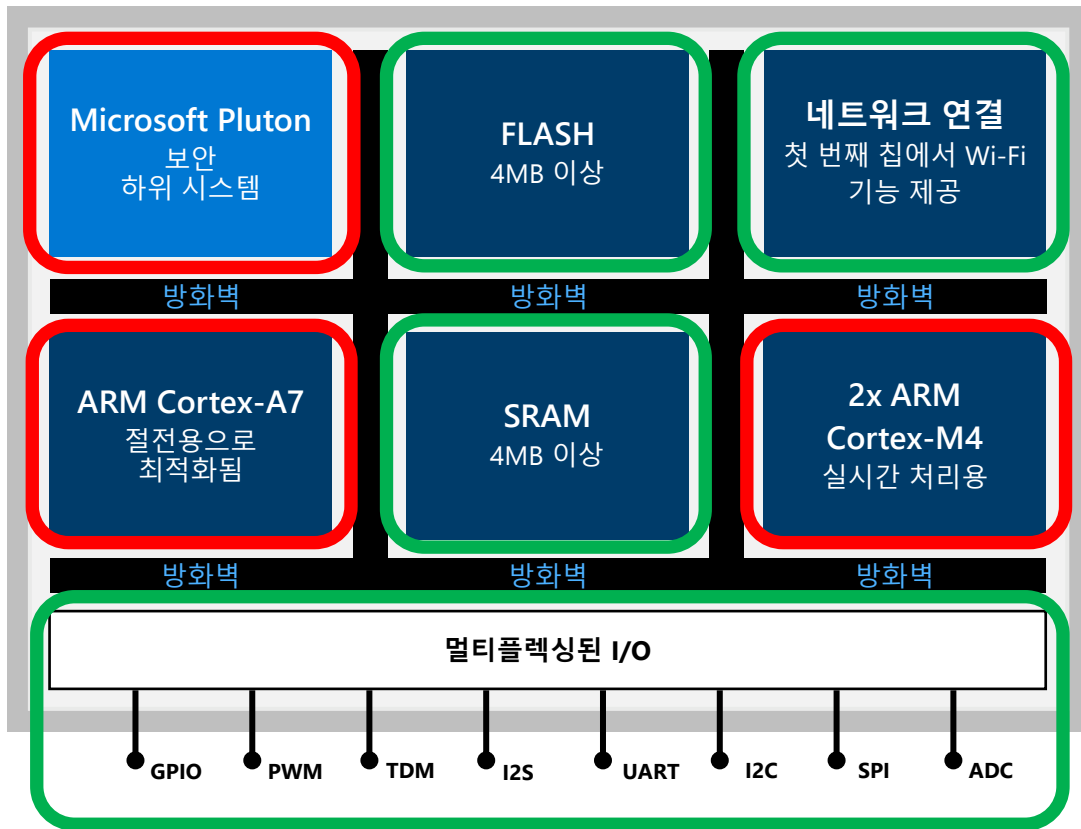 Microsoft Pluton
보안
하위 시스템
FLASH
4MB 이상
네트워크 연결
첫 번째 칩에서 Wi-Fi
기능 제공
방화벽
방화벽
방화벽
ARM Cortex-A7
절전용으로
최적화됨
SRAM
4MB 이상
2x ARM
Cortex-M4
실시간 처리용
방화벽
방화벽
방화벽
멀티플렉싱된 I/O
GPIO
PWM
TDM
I2S
UART
I2C
SPI
ADC